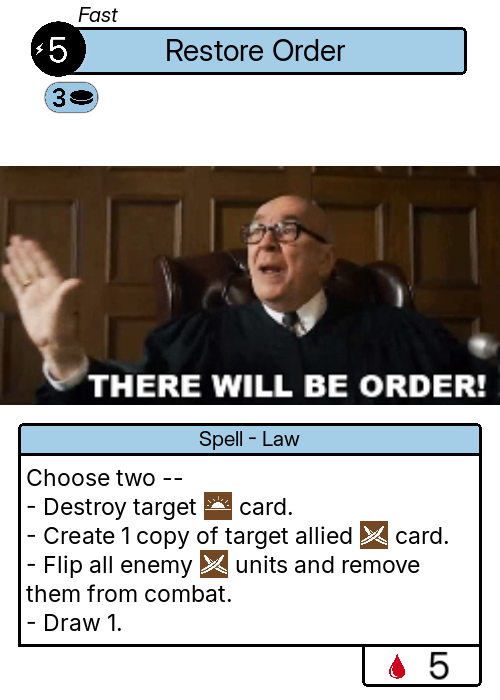 Fast
5
Restore Order
3
THERE WILL BE ORDER!
Spell - Law
Choose two --
- Destroy target card.
- Create 1 copy of target allied card.
- Flip all enemy units and remove
them from combat.
- Draw 1.
5